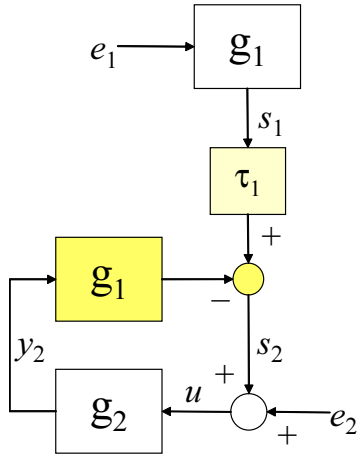 e₁
g₁
s₁
τ₁
+
g₁
−
y₂
s₂
+
u
g₂
+
e₂